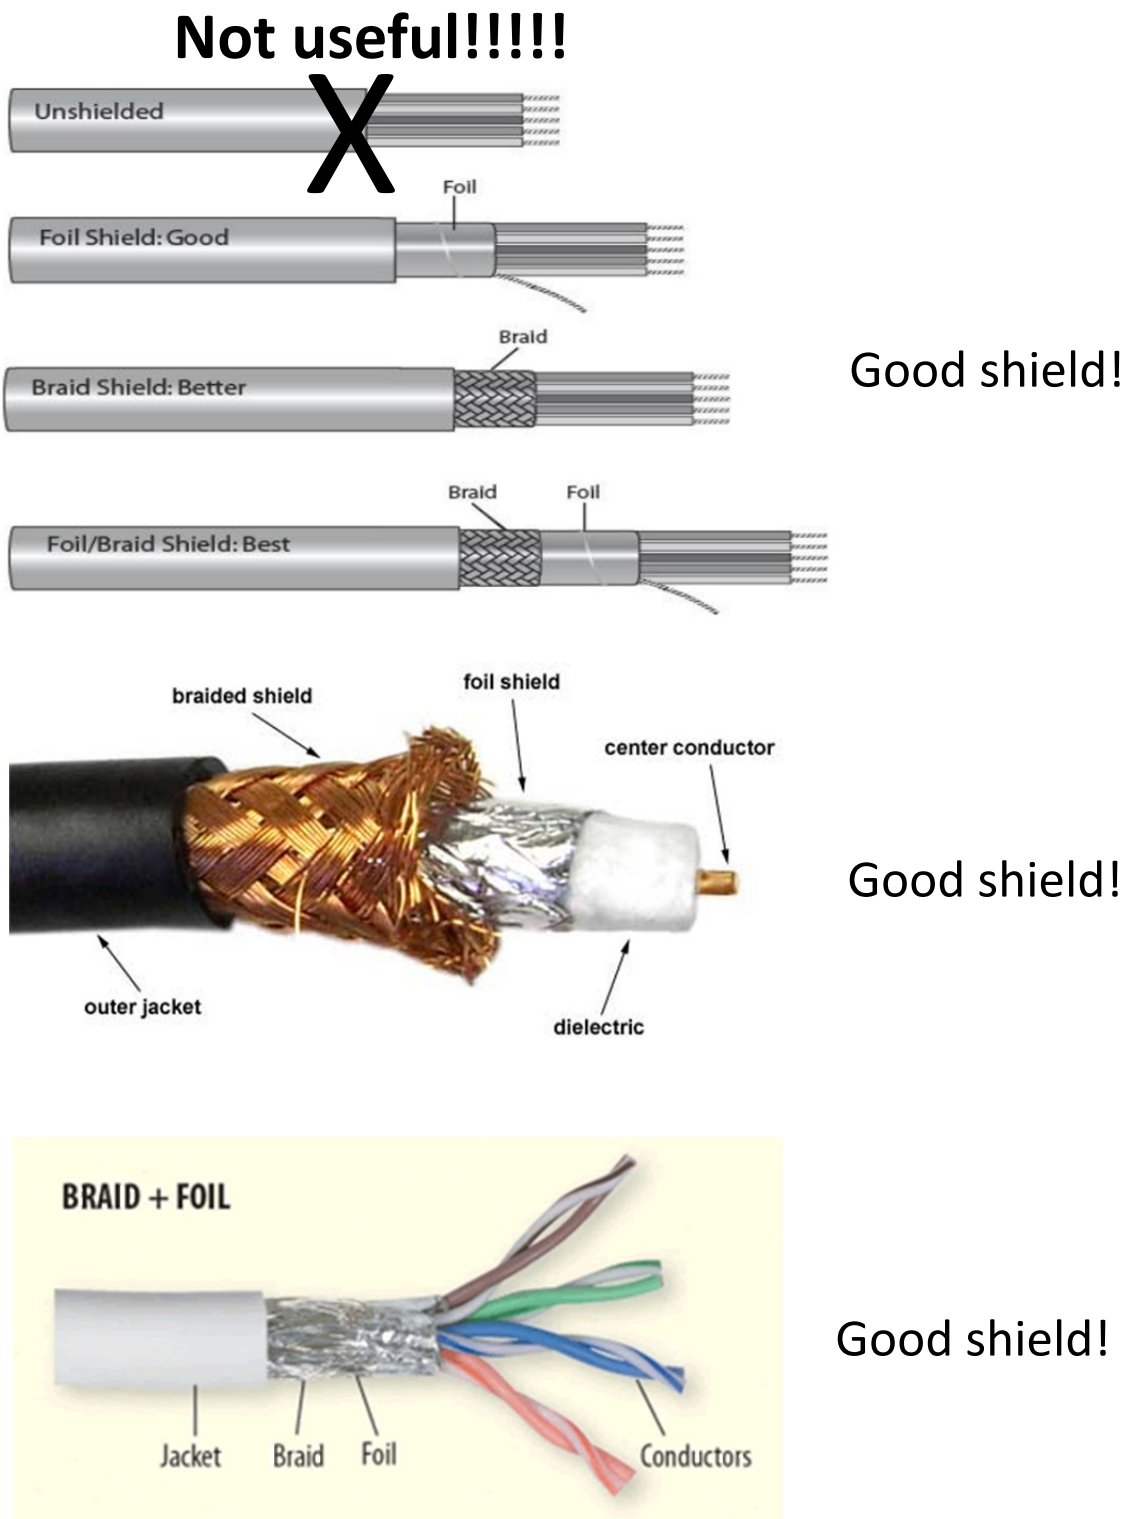 Not useful!!!!!
X
Unshielded
Foil
Foil Shield: Good
Braid
Good shield!
Braid Shield: Better
Braid Foil
Foil/Braid Shield: Best
foil shield
braided shield
center conductor
Good shield!
outer jacket
dielectric
BRAID + FOIL
Good shield!
Jacket Braid Foil Conductors